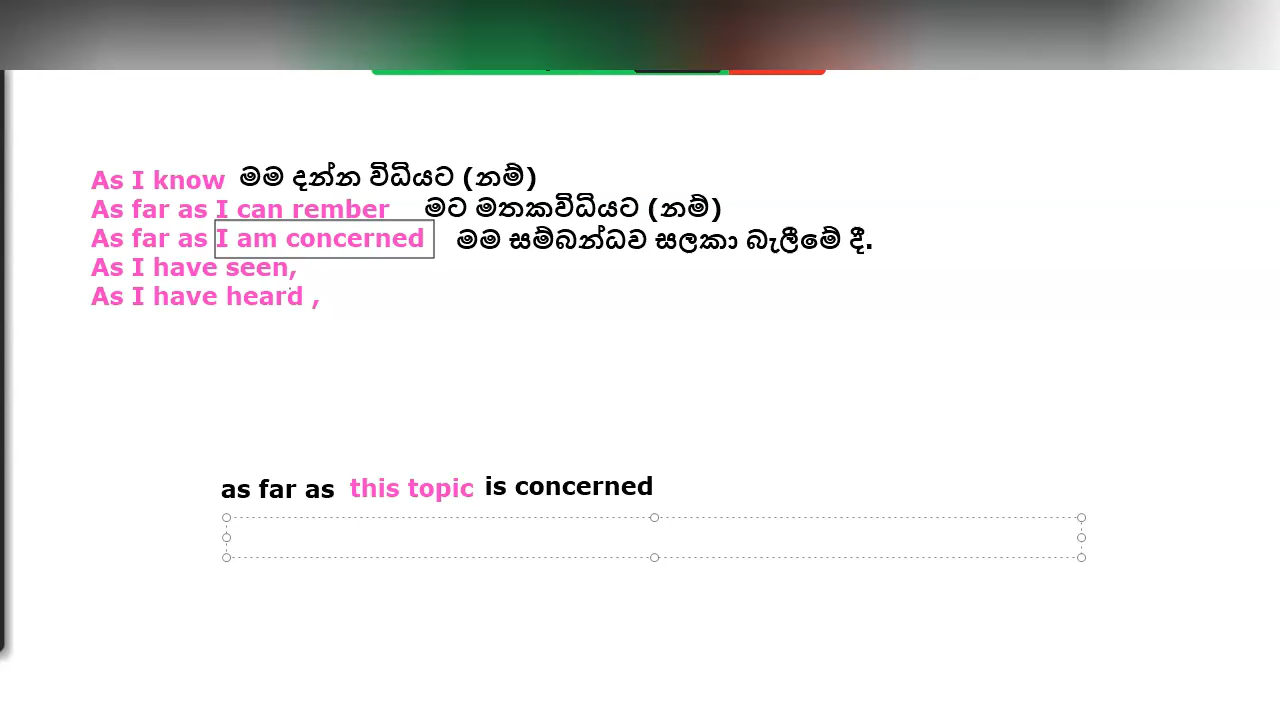 As I know මම දන්න විධියට (නම්)
As far as I can rember මට මතකවිධියට (නම්)
As far as I am concerned මම සම්බන්ධව සලකා බැලීමේ දී.
As I have seen,
As I have heard ,
as far as this topic is concerned